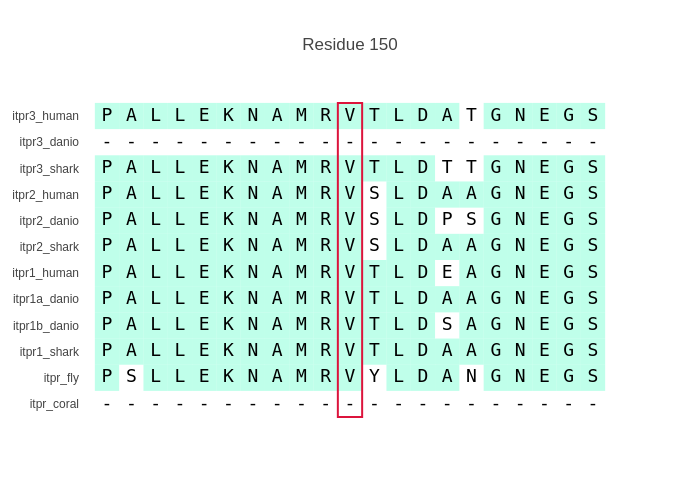 Residue 150
itpr3_human P A L L E K N A M R V T L D A T G N E G S
itpr3_danio - - - - - - - - - - - - - - - - - - - - -
itpr3_shark P A L L E K N A M R V T L D T T G N E G S
itpr2_human P A L L E K N A M R V S L D A A G N E G S
itpr2_danio P A L L E K N A M R V S L D P S G N E G S
itpr2_shark P A L L E K N A M R V S L D A A G N E G S
itpr1_human P A L L E K N A M R V T L D E A G N E G S
itpr1a_danio P A L L E K N A M R V T L D A A G N E G S
itpr1b_danio P A L L E K N A M R V T L D S A G N E G S
itpr1_shark P A L L E K N A M R V T L D A A G N E G S
itpr_fly P S L L E K N A M R V Y L D A N G N E G S
itpr_coral - - - - - - - - - - - - - - - - - - - - -